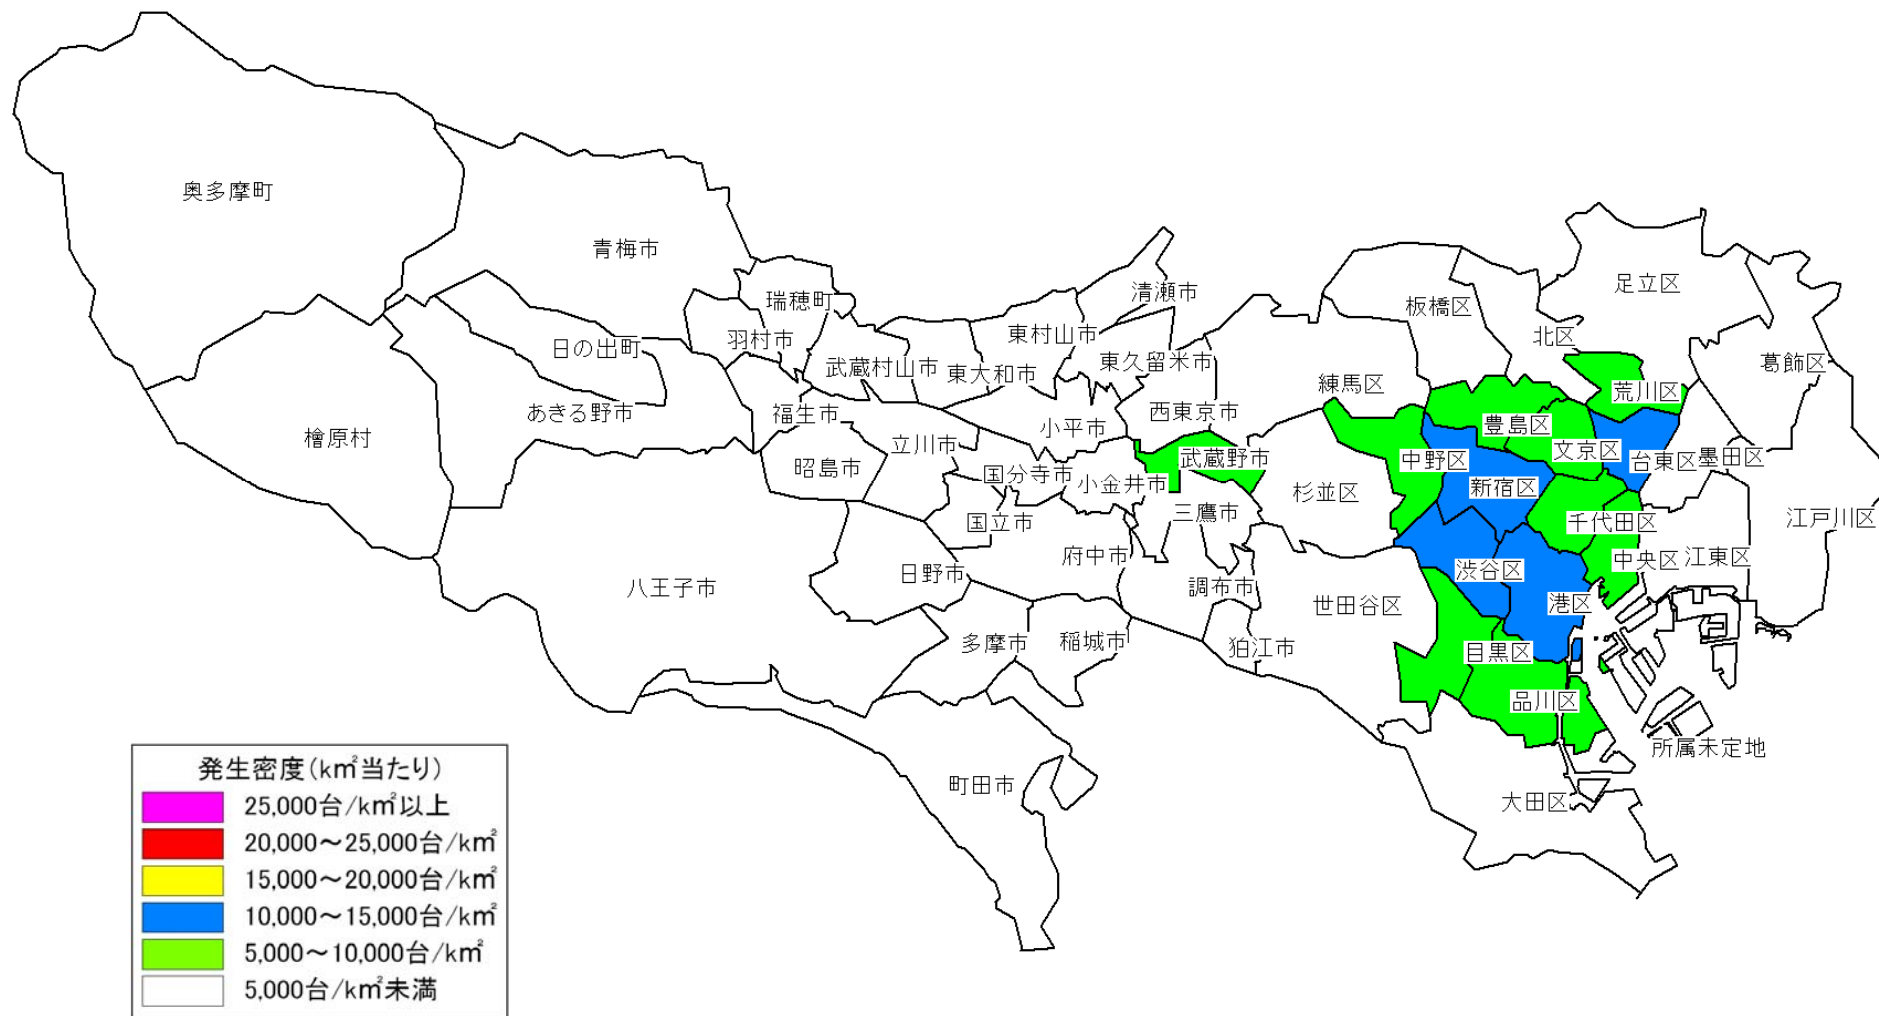 奥多摩町
青梅市
瑞穂町
清瀬市
足立区
板橋区
北区
羽村市
東村山市
日の出町
武蔵村山市
東大和市
東久留米市
練馬区
葛飾区
荒川区
あきる野市
福生市
檜原村
立川市
小平市
西東京市
豊島区
文京区
台東区
墨田区
昭島市
国分寺市
小金井市
武蔵野市
中野区
新宿区
杉並区
国立市
三鷹市
千代田区
江戸川区
府中市
中央区
江東区
日野市
八王子市
調布市
渋谷区
世田谷区
港区
多摩市
稲城市
狛江市
目黒区
品川区
所属未定地
町田市
大田区
発生密度(k㎡当たり)
25,000台/k㎡以上
20,000～25,000台/k㎡
15,000～20,000台/k㎡
10,000～15,000台/k㎡
5,000～10,000台/k㎡
5,000台/k㎡未満